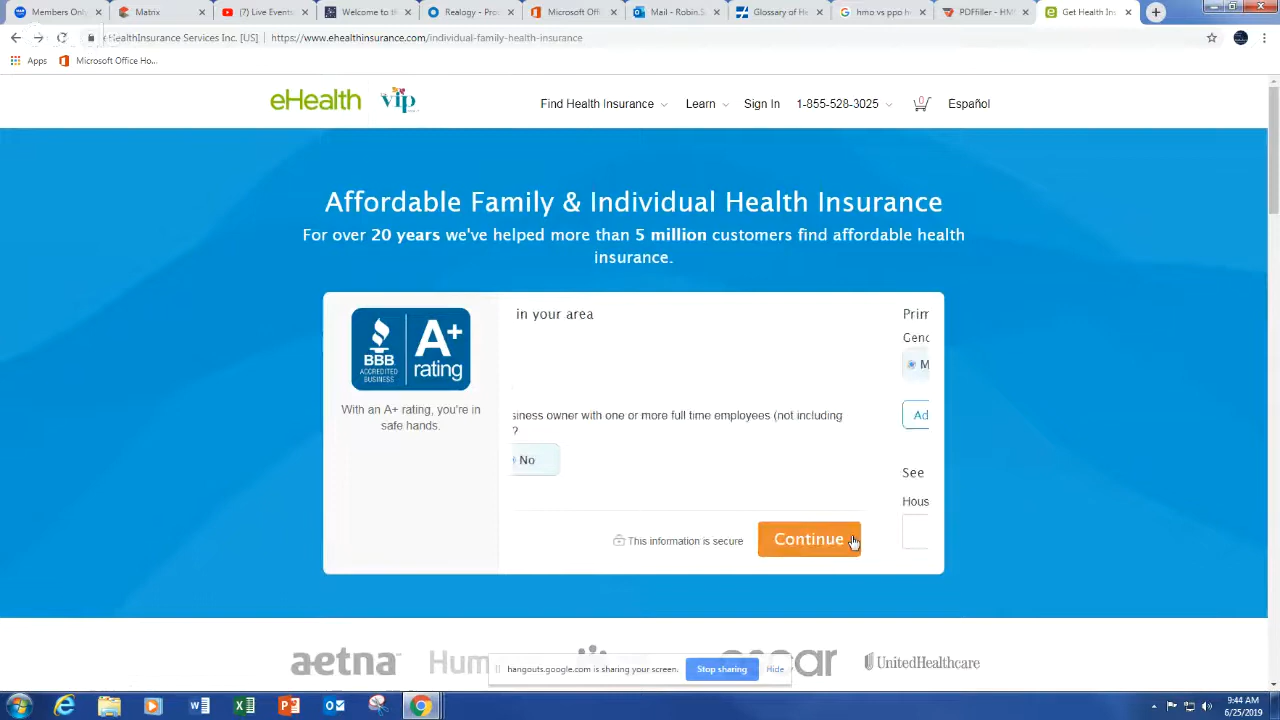 Members Only
Matrix
(7) Live Events
Welcome to th
Realogy - Pro
Microsoft Offi
Mail - Robin.S
Glossary of He
hmo vs ppo h
PDFfiller - HM
Get Health In
ealthInsurance Services Inc. [US]
https://www.ehealthinsurance.com/individual-family-health-insurance
Apps
Microsoft Office Ho...
eHealth
vip
Find Health Insurance
Learn
Sign In
1-855-528-3025
0
Español
Affordable Family & Individual Health Insurance
For over 20 years we've helped more than 5 million customers find affordable health
insurance.
BBB
ACCREDITED
BUSINESS
A+
rating
With an A+ rating, you're in
safe hands.
in your area
siness owner with one or more full time employees (not including
?
No
This information is secure
Continue
Prim
Gend
M
Ad
See
Hous
aetna
Hum
oscar
UnitedHealthcare
hangouts.google.com is sharing your screen.
Stop sharing
Hide
9:44 AM
6/25/2019